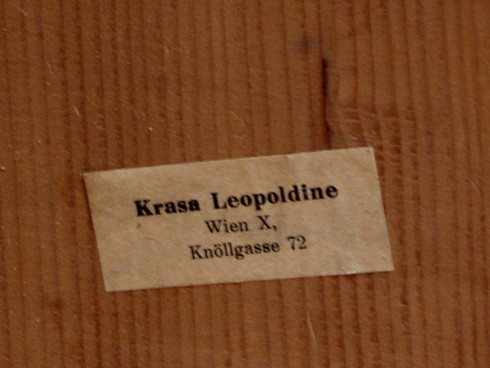 Krasa Leopoldine
Wien X,
Knöllgasse 72